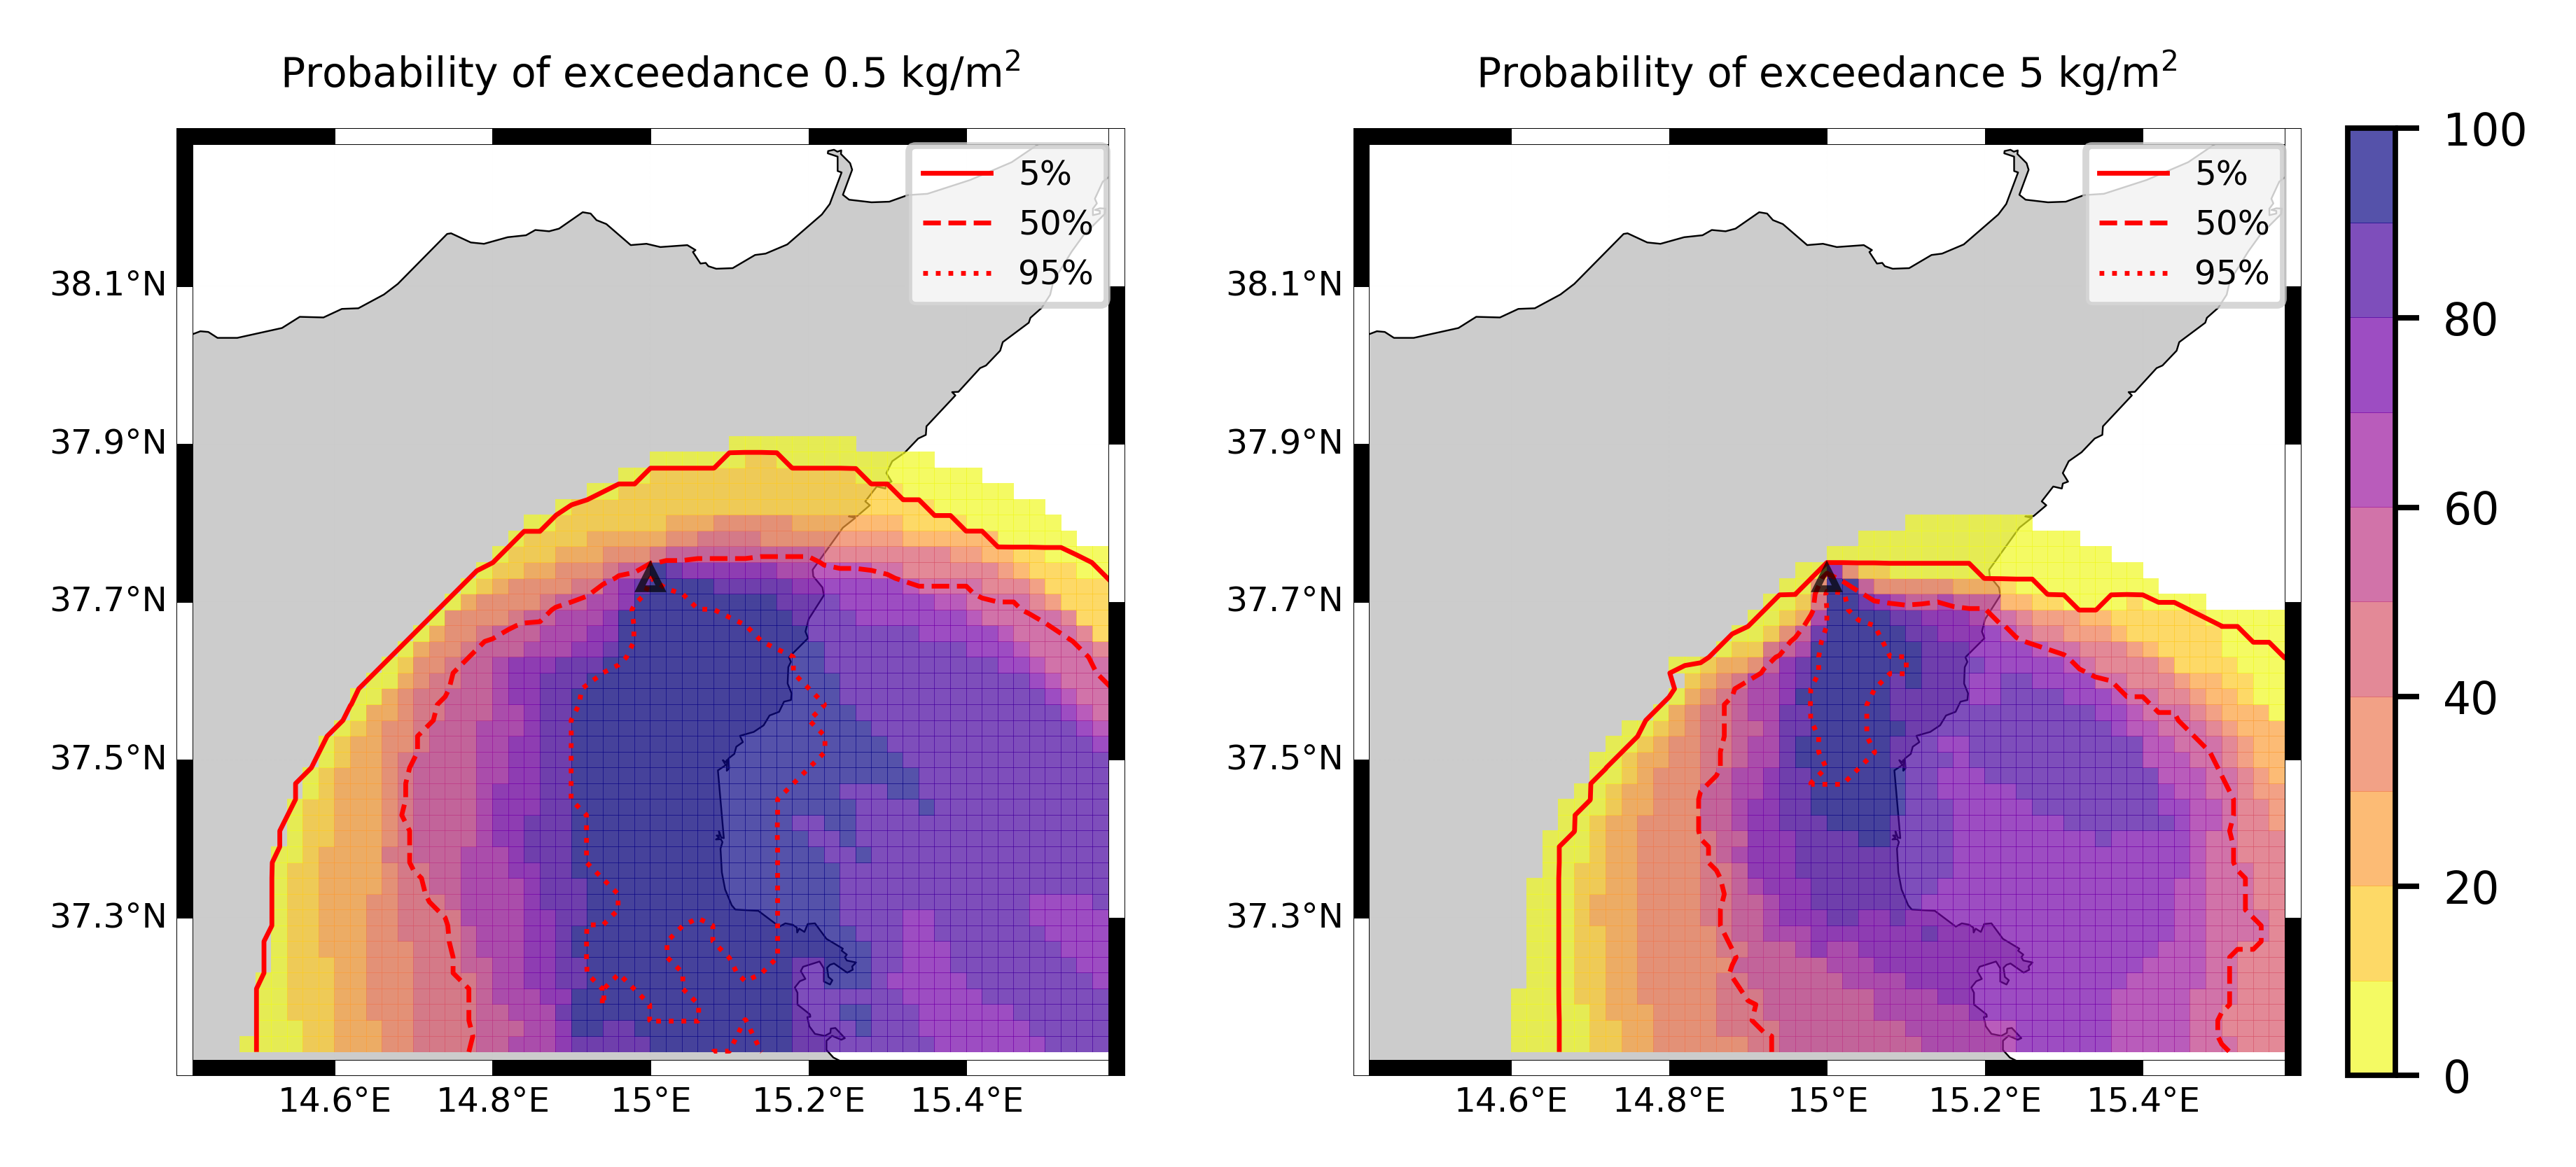 Probability of exceedance 0.5 kg/m²
5%
50%
95%
38.1°N
37.9°N
37.7°N
37.5°N
37.3°N
14.6°E
14.8°E
15°E
15.2°E
15.4°E
Probability of exceedance 5 kg/m²
5%
50%
95%
38.1°N
37.9°N
37.7°N
37.5°N
37.3°N
14.6°E
14.8°E
15°E
15.2°E
15.4°E
100
80
60
40
20
0